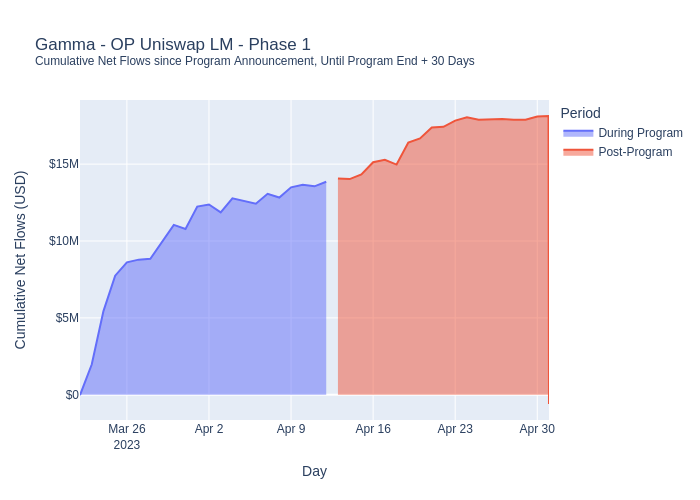 Gamma - OP Uniswap LM - Phase 1
Cumulative Net Flows since Program Announcement, Until Program End + 30 Days
Period
During Program
Post-Program
Cumulative Net Flows (USD)
$15M
$10M
$5M
$0
Mar 26
2023
Apr 2
Apr 9
Apr 16
Apr 23
Apr 30
Day